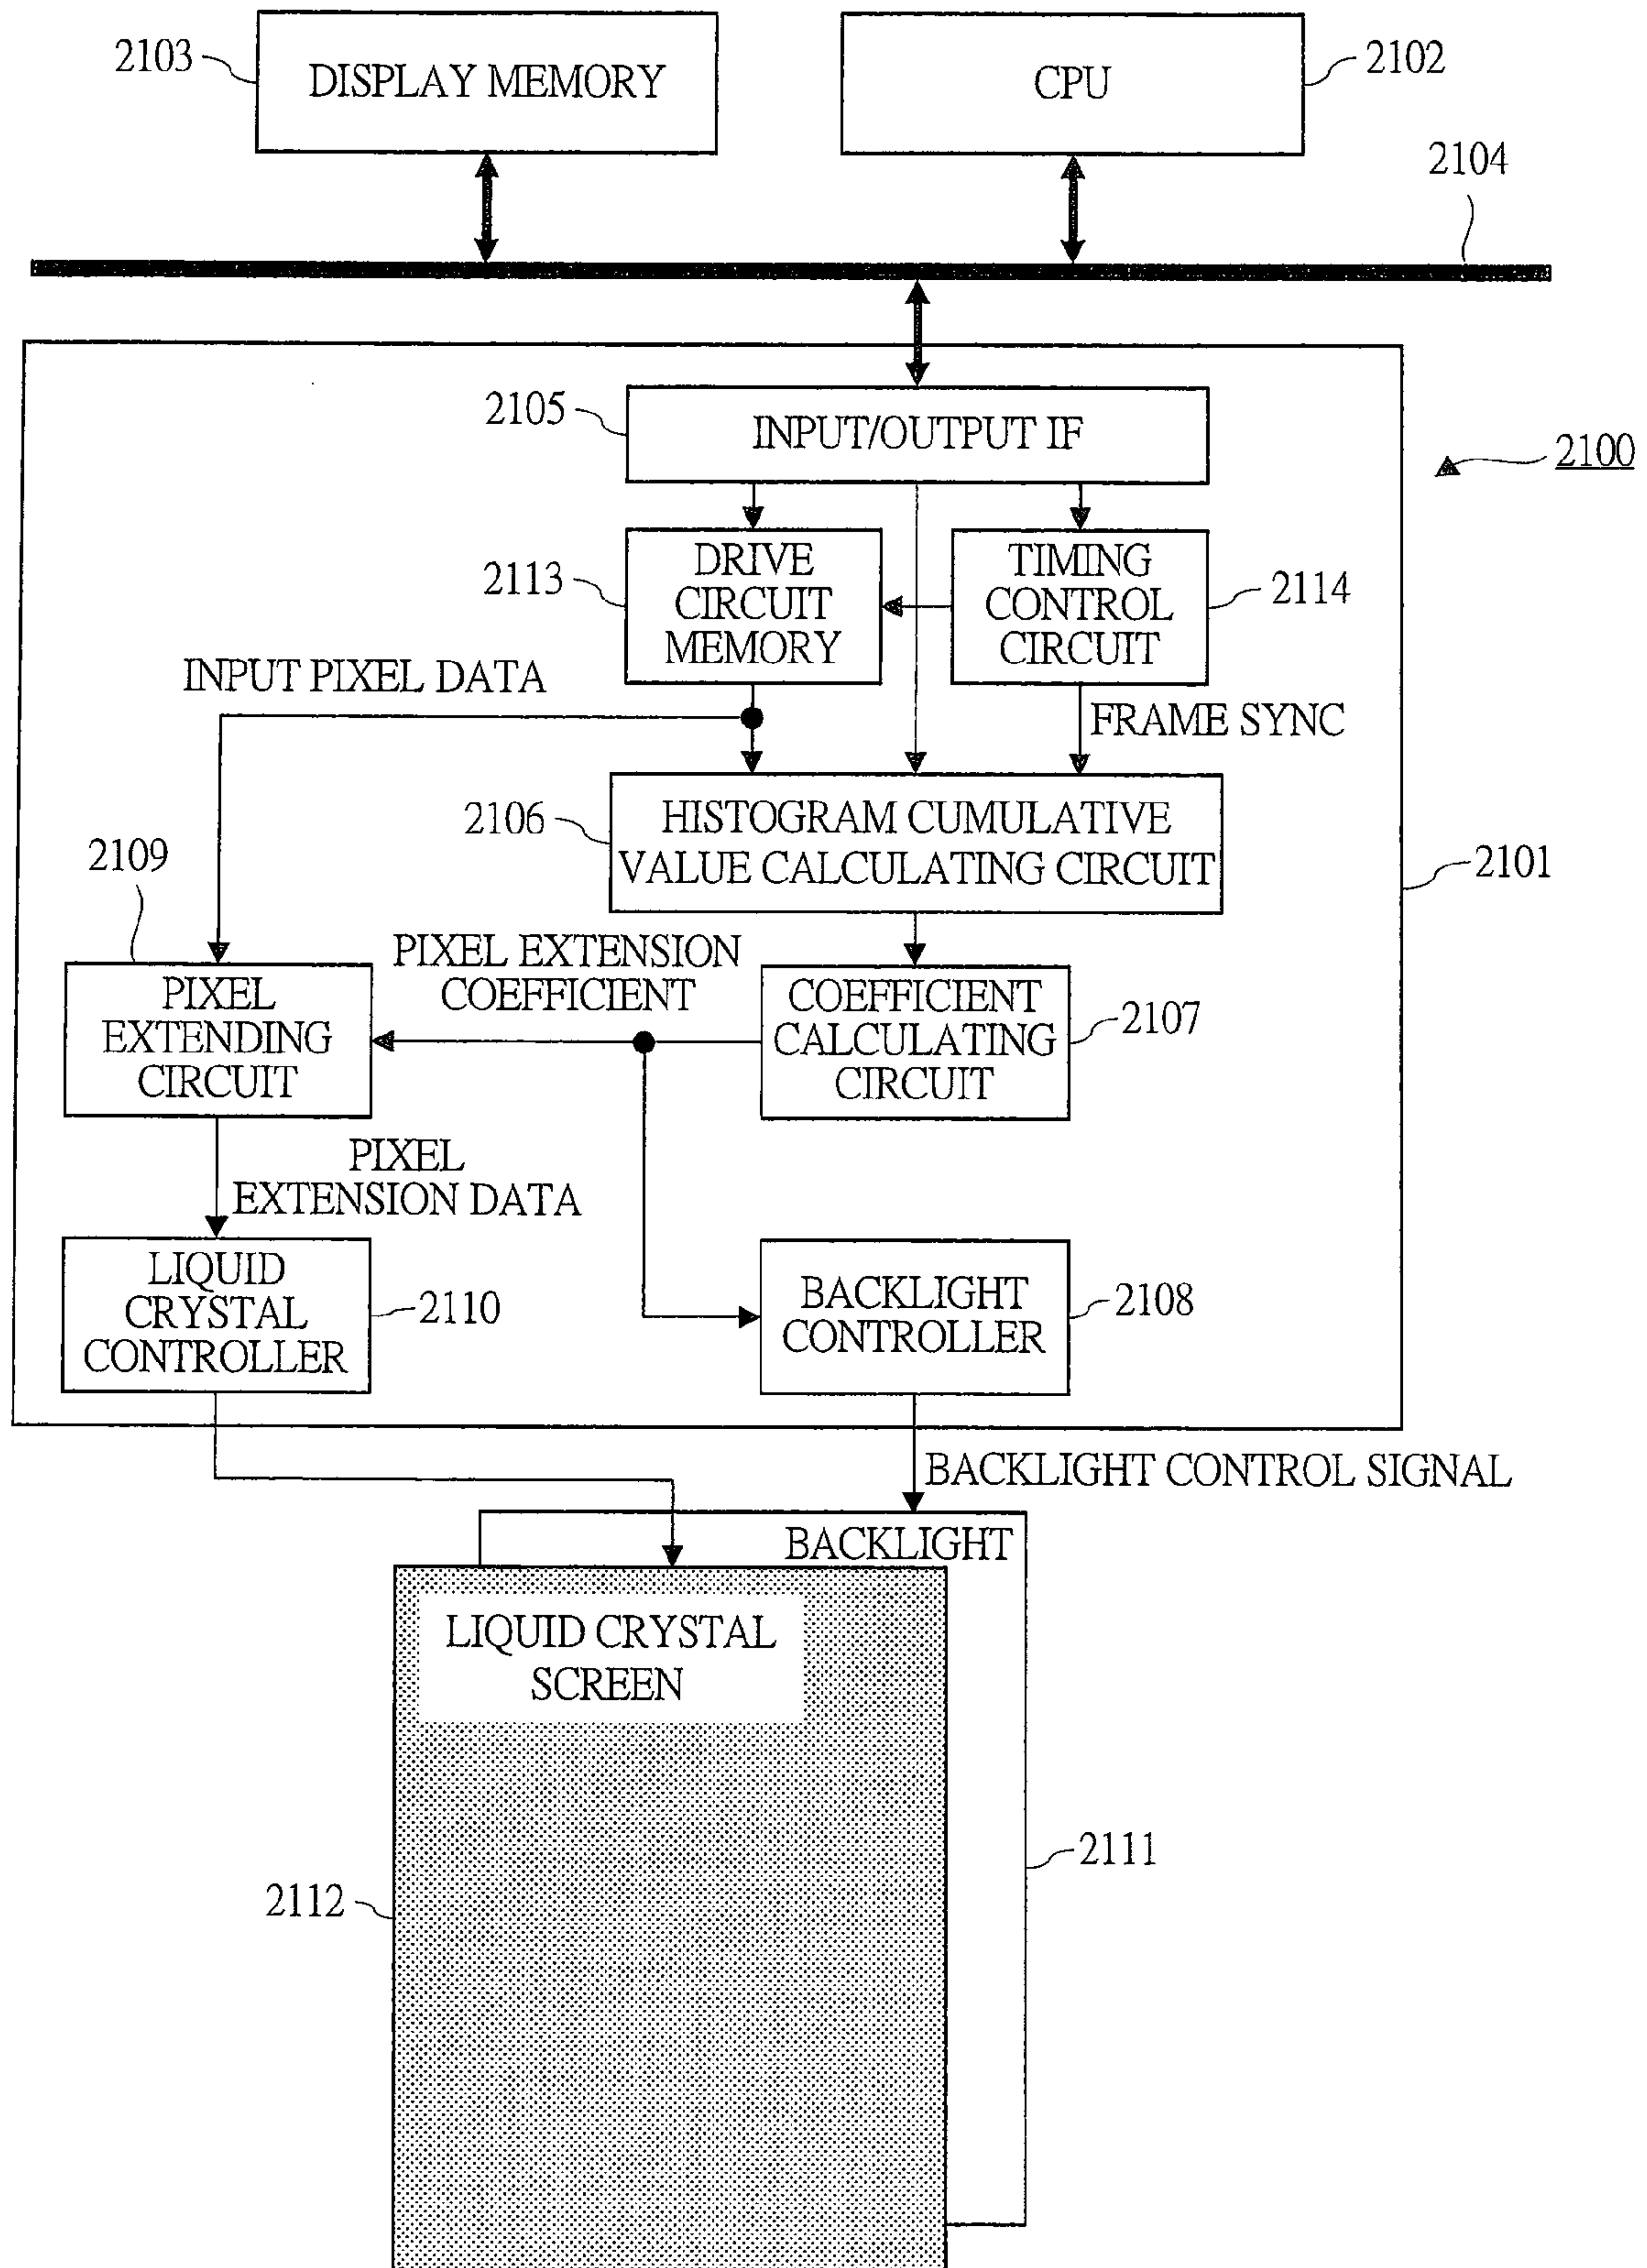 2103
DISPLAY MEMORY
CPU
2102
2104
2105
INPUT/OUTPUT IF
2100
2113
DRIVE
CIRCUIT
MEMORY
TIMING
CONTROL
CIRCUIT
2114
INPUT PIXEL DATA
FRAME SYNC
2106
HISTOGRAM CUMULATIVE
VALUE CALCULATING CIRCUIT
2109
2101
PIXEL EXTENSION
COEFFICIENT
PIXEL
EXTENDING
CIRCUIT
COEFFICIENT
CALCULATING
CIRCUIT
2107
PIXEL
EXTENSION DATA
LIQUID
CRYSTAL
CONTROLLER
2110
BACKLIGHT
CONTROLLER
2108
BACKLIGHT CONTROL SIGNAL
BACKLIGHT
LIQUID CRYSTAL
SCREEN
2111
2112